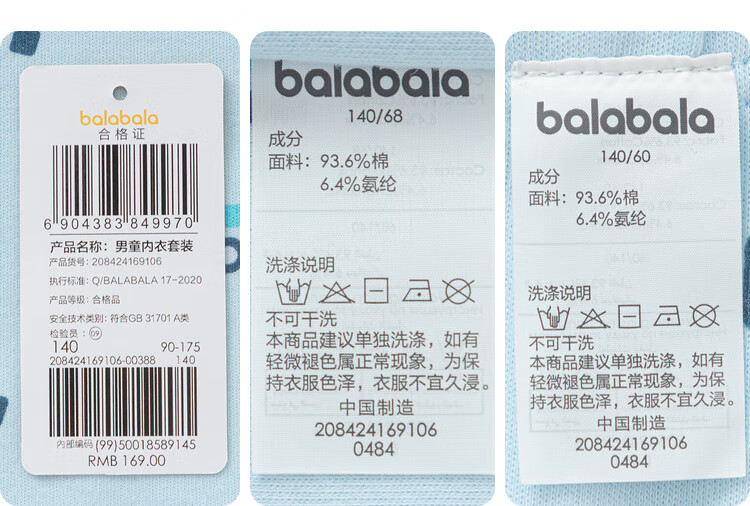 balabala
合格证
6 904383 849970
产品名称：男童内衣套装
产品货号：208424169106
执行标准：Q/BALABALA 17-2020
产品等级：合格品
安全技术类别：符合GB 31701 A类
检验员：09
140 90-175
208424169106-00388 140
内部编码 (99)50018589145
RMB 169.00
balabala
140/68
成分
面料：93.6%棉
6.4%氨纶
洗涤说明
不可干洗
本商品建议单独洗涤，如有
轻微褪色属正常现象，为保
持衣服色泽，衣服不宜久浸。
中国制造
208424169106
0484
balabala
140/60
成分
面料：93.6%棉
6.4%氨纶
洗涤说明
不可干洗
本商品建议单独洗涤，如有
轻微褪色属正常现象，为保
持衣服色泽，衣服不宜久浸。
中国制造
208424169106
0484